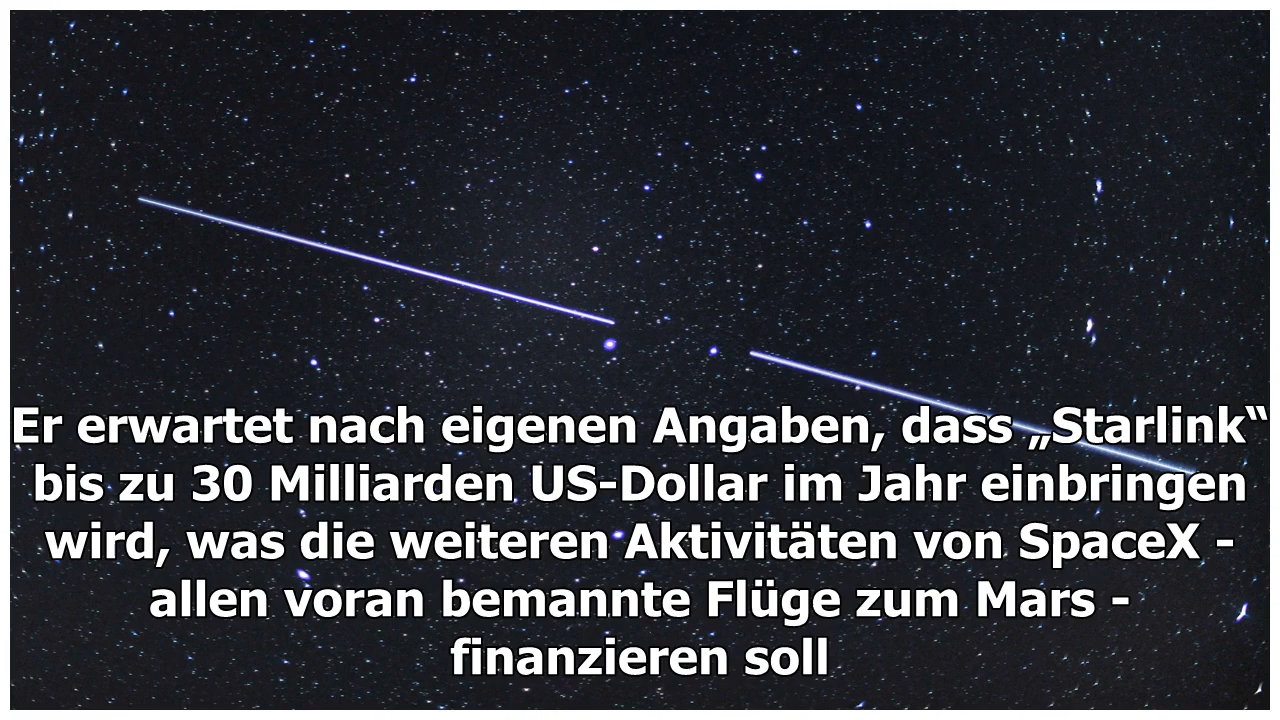 Er erwartet nach eigenen Angaben, dass „Starlink“
bis zu 30 Milliarden US-Dollar im Jahr einbringen
wird, was die weiteren Aktivitäten von SpaceX -
allen voran bemannte Flüge zum Mars -
finanzieren soll